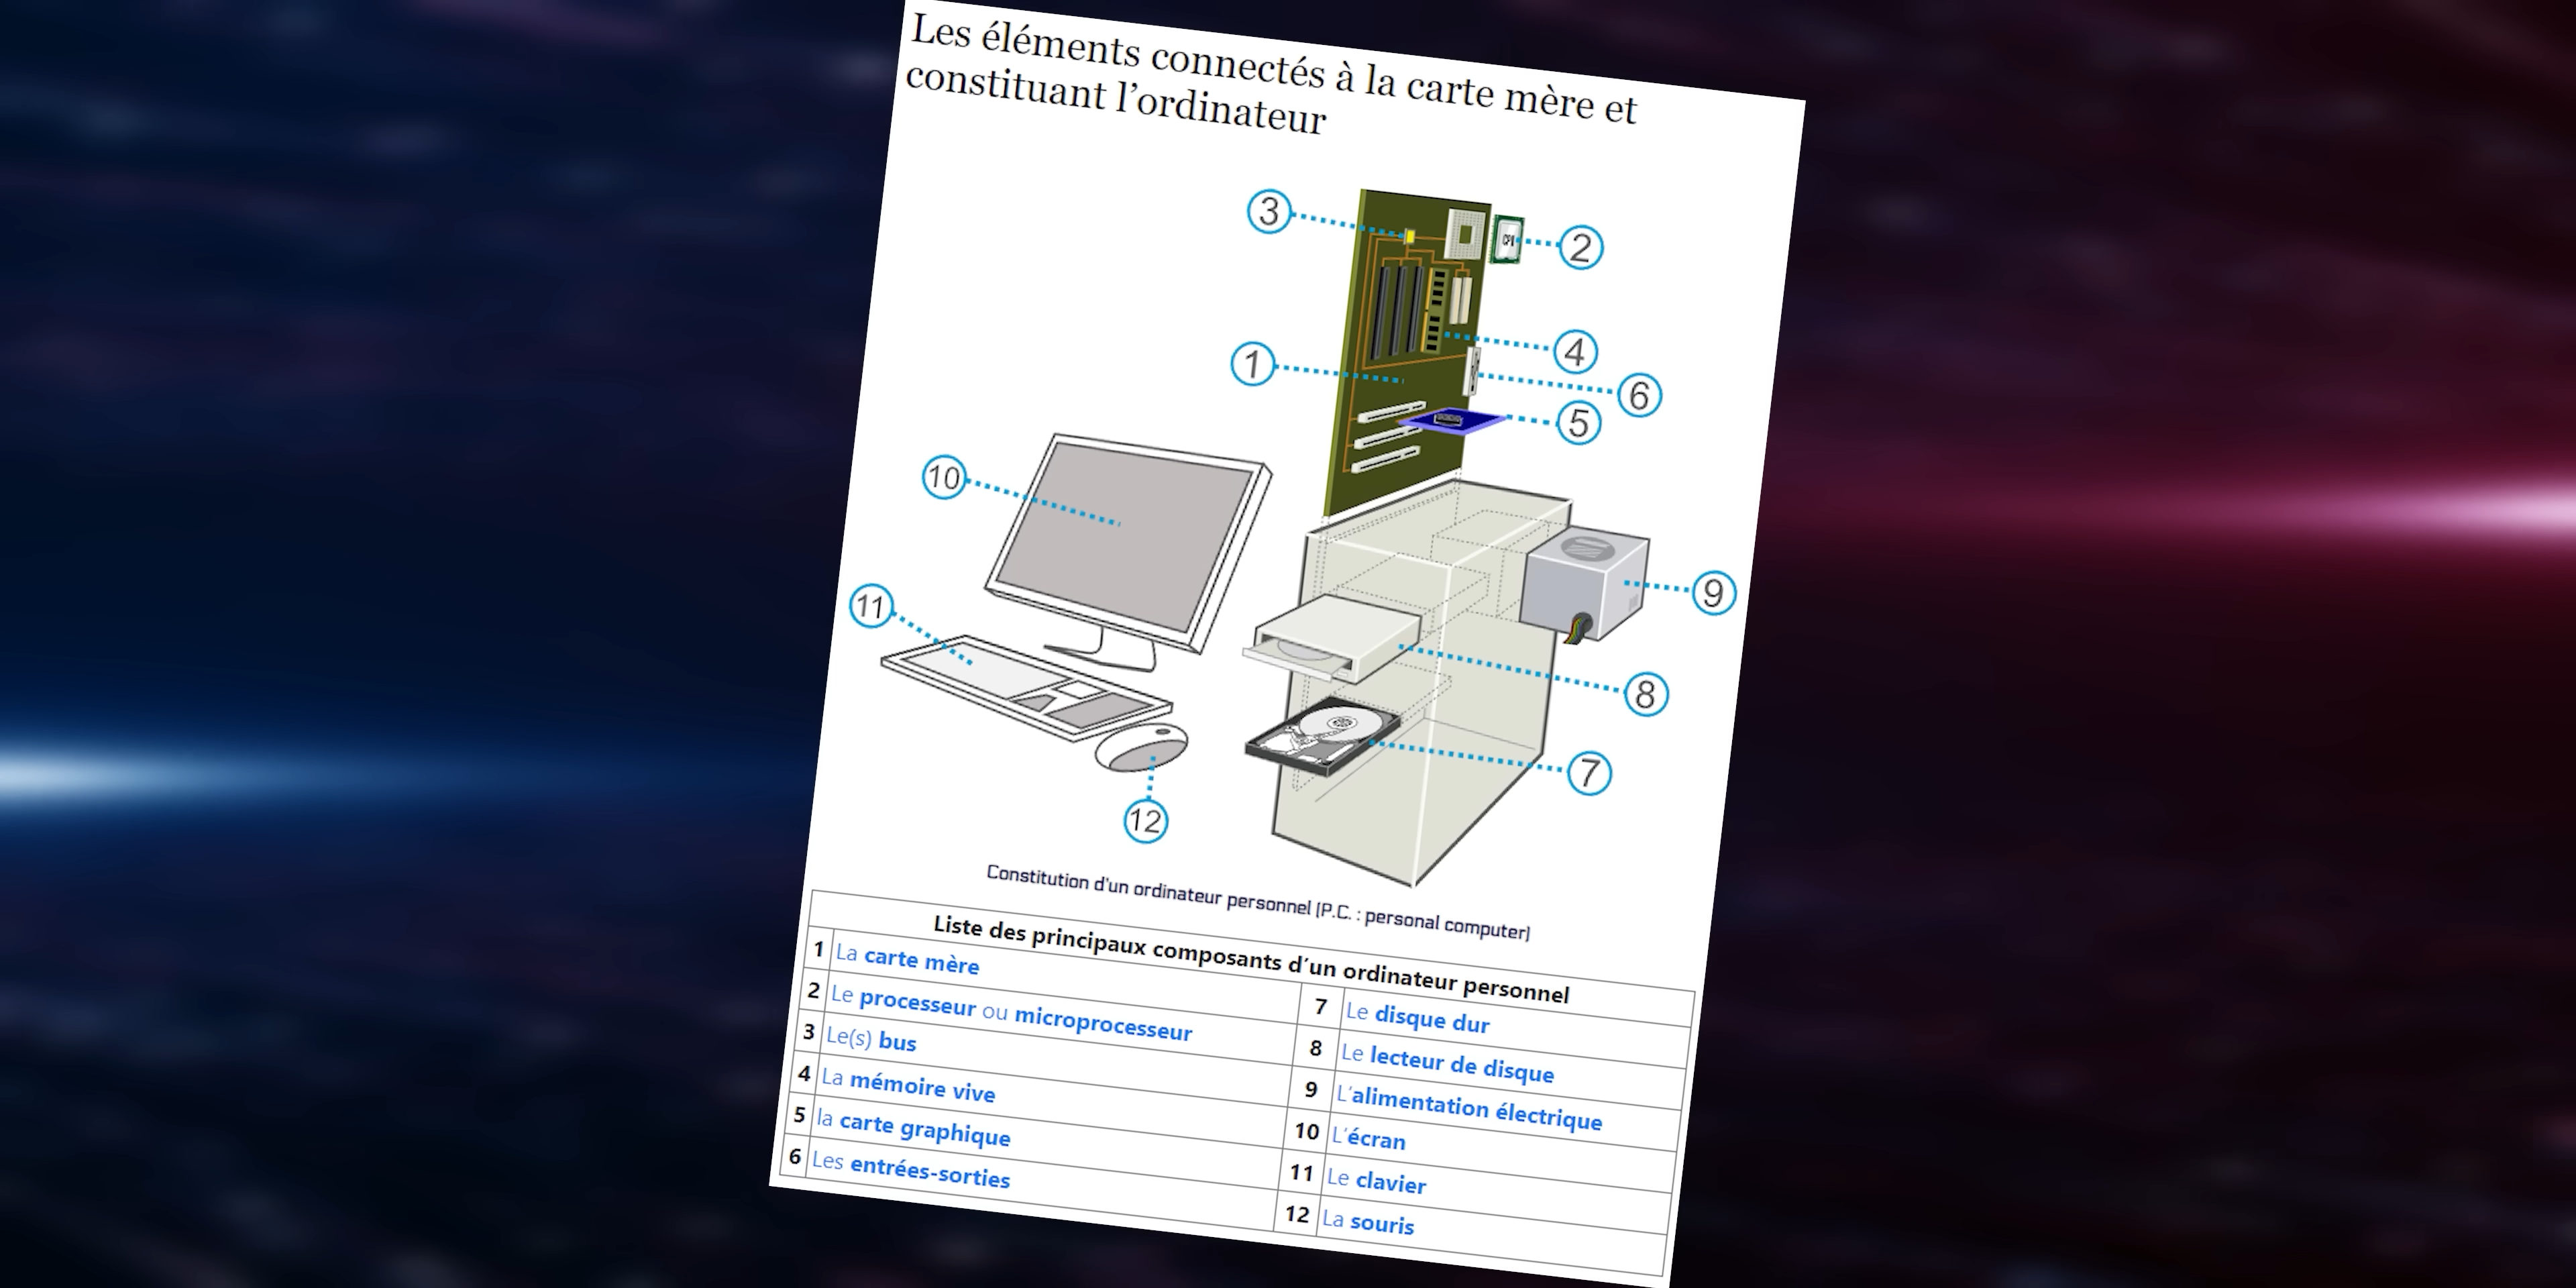 Les éléments connectés à la carte mère et
constituant l’ordinateur
3
2
4
1
6
5
10
9
11
8
7
12
CPU
Constitution d'un ordinateur personnel (P.C. : personal computer)
Liste des principaux composants d’un ordinateur personnel
1 La carte mère
2 Le processeur ou microprocesseur
3 Le(s) bus
4 La mémoire vive
5 la carte graphique
6 Les entrées-sorties
7 Le disque dur
8 Le lecteur de disque
9 L’alimentation électrique
10 L’écran
11 Le clavier
12 La souris